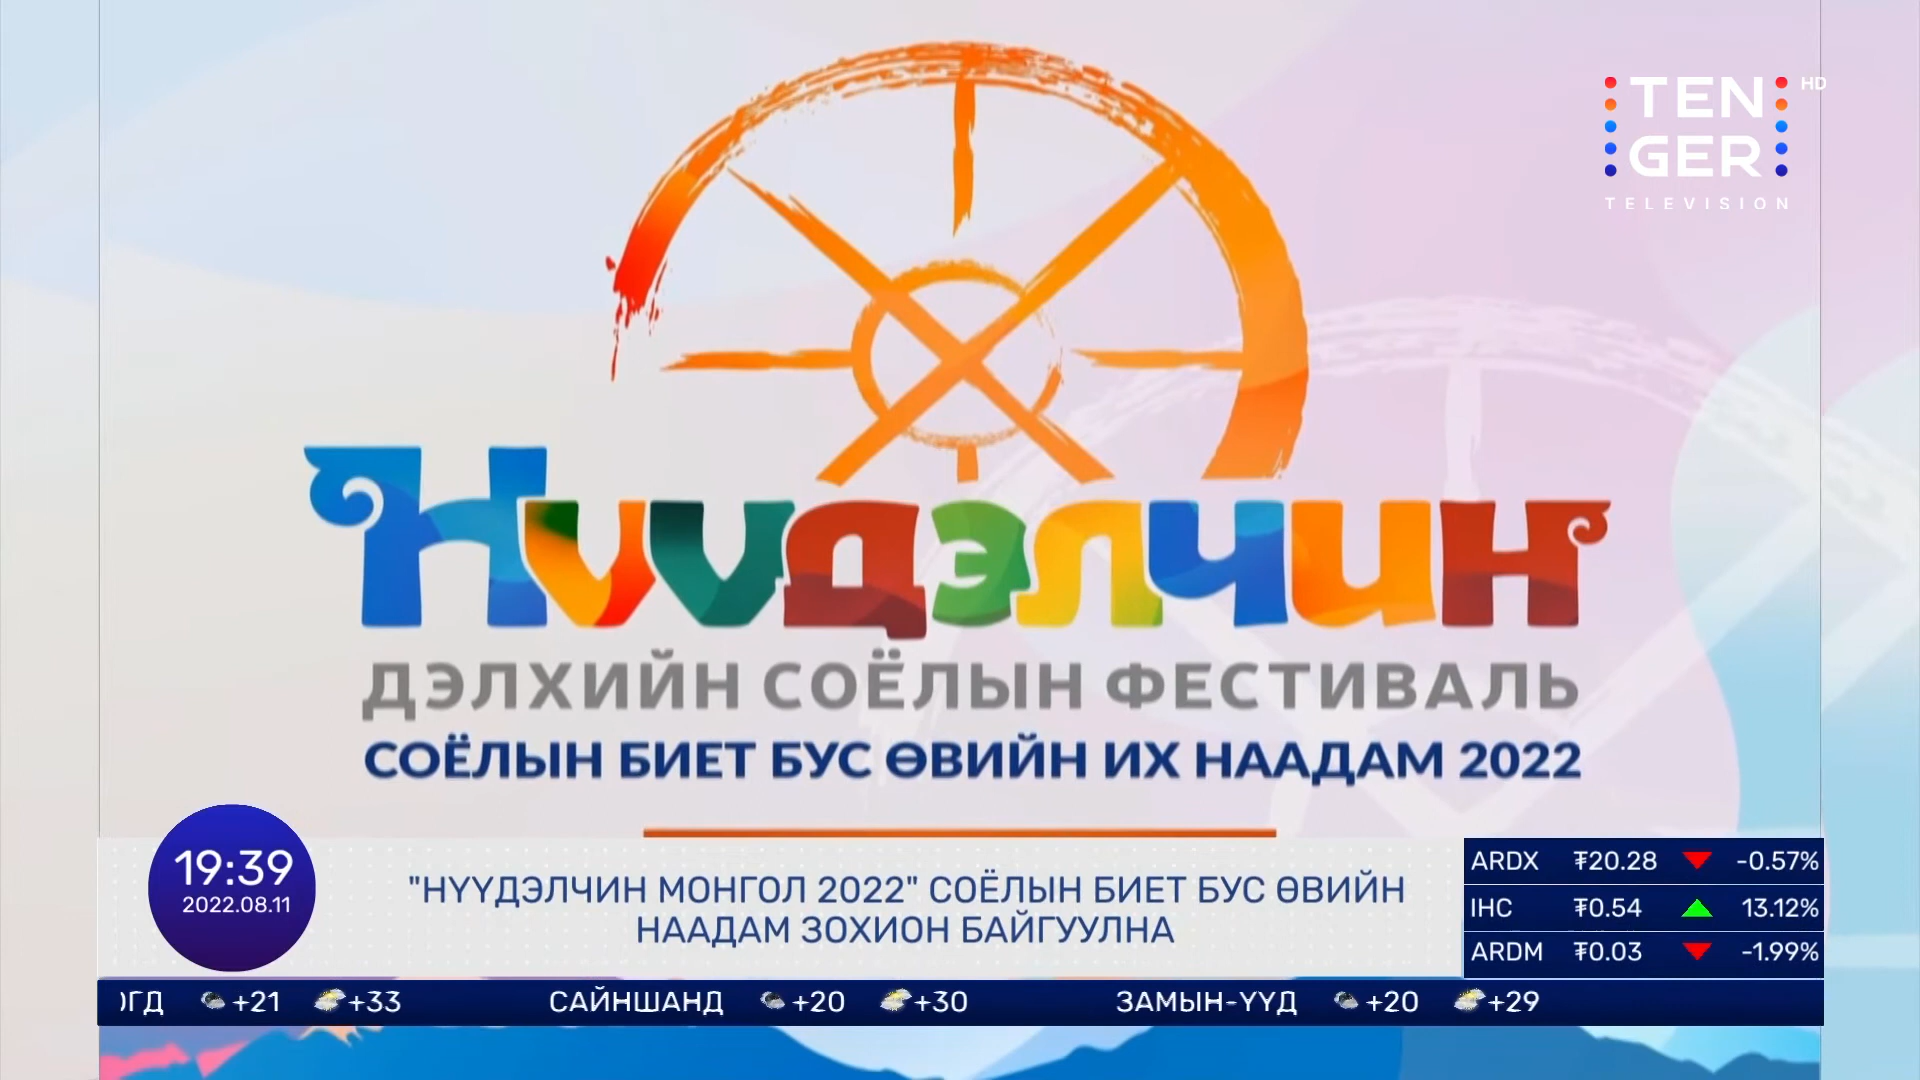 TEN
GER
HD
TELEVISION
Нүүдэлчин
ДЭЛХИЙН СОЁЛЫН ФЕСТИВАЛЬ
СОЁЛЫН БИЕТ БУС ӨВИЙН ИХ НААДАМ 2022
19:39
2022.08.11
"НҮҮДЭЛЧИН МОНГОЛ 2022" СОЁЛЫН БИЕТ БУС ӨВИЙН
НААДАМ ЗОХИОН БАЙГУУЛНА
ARDX ₮20.28 -0.57%
IHC ₮0.54 13.12%
ARDM ₮0.03 -1.99%
+21 +33 САЙНШАНД +20 +30 ЗАМЫН-ҮҮД +20 +29